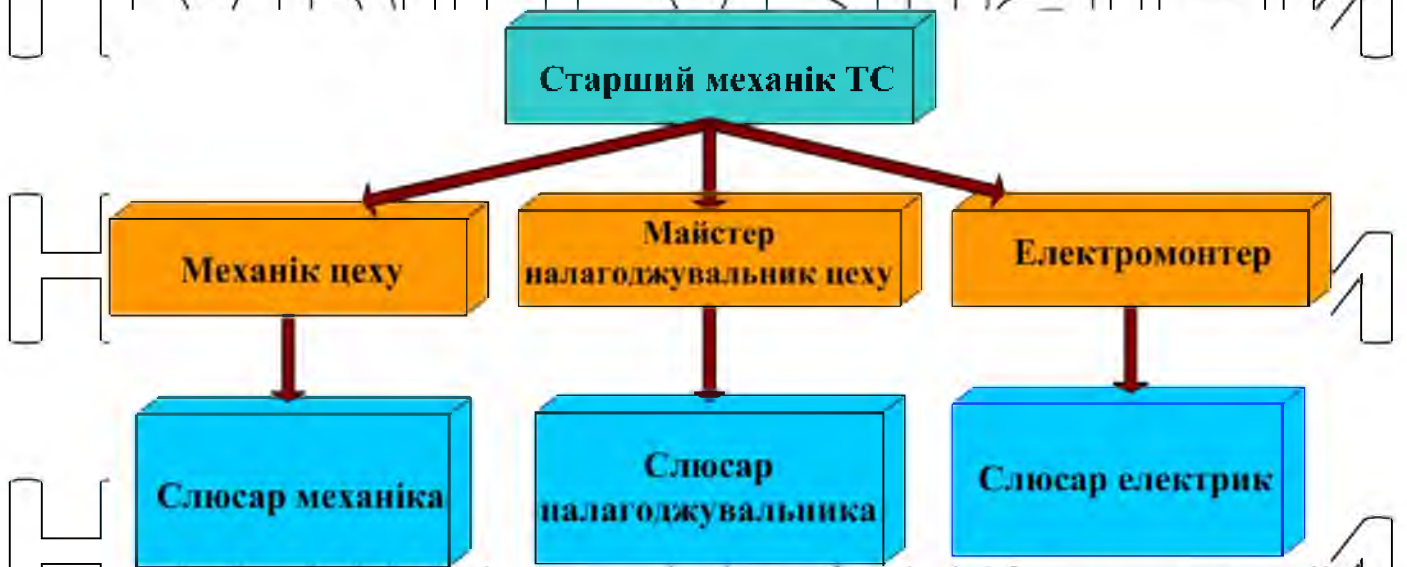 Старший механік ТС
Механік цеху
Майстер
налагоджувальник цеху
Електромонтер
Слюсар механіка
Слюсар
налагоджувальника
Слюсар електрик